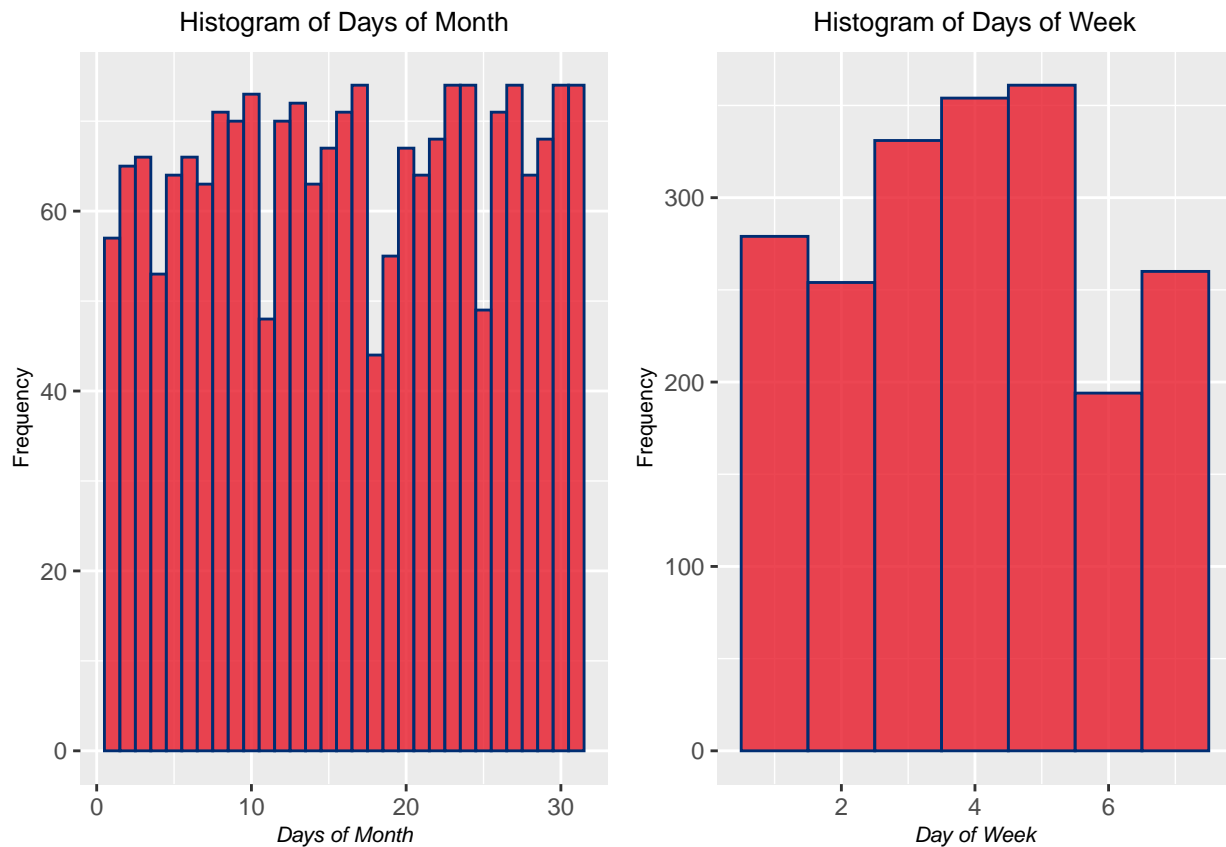 Histogram of Days of Month
Frequency
60
40
20
0
0 10 20 30
Days of Month
Histogram of Days of Week
Frequency
300
200
100
0
2 4 6
Day of Week